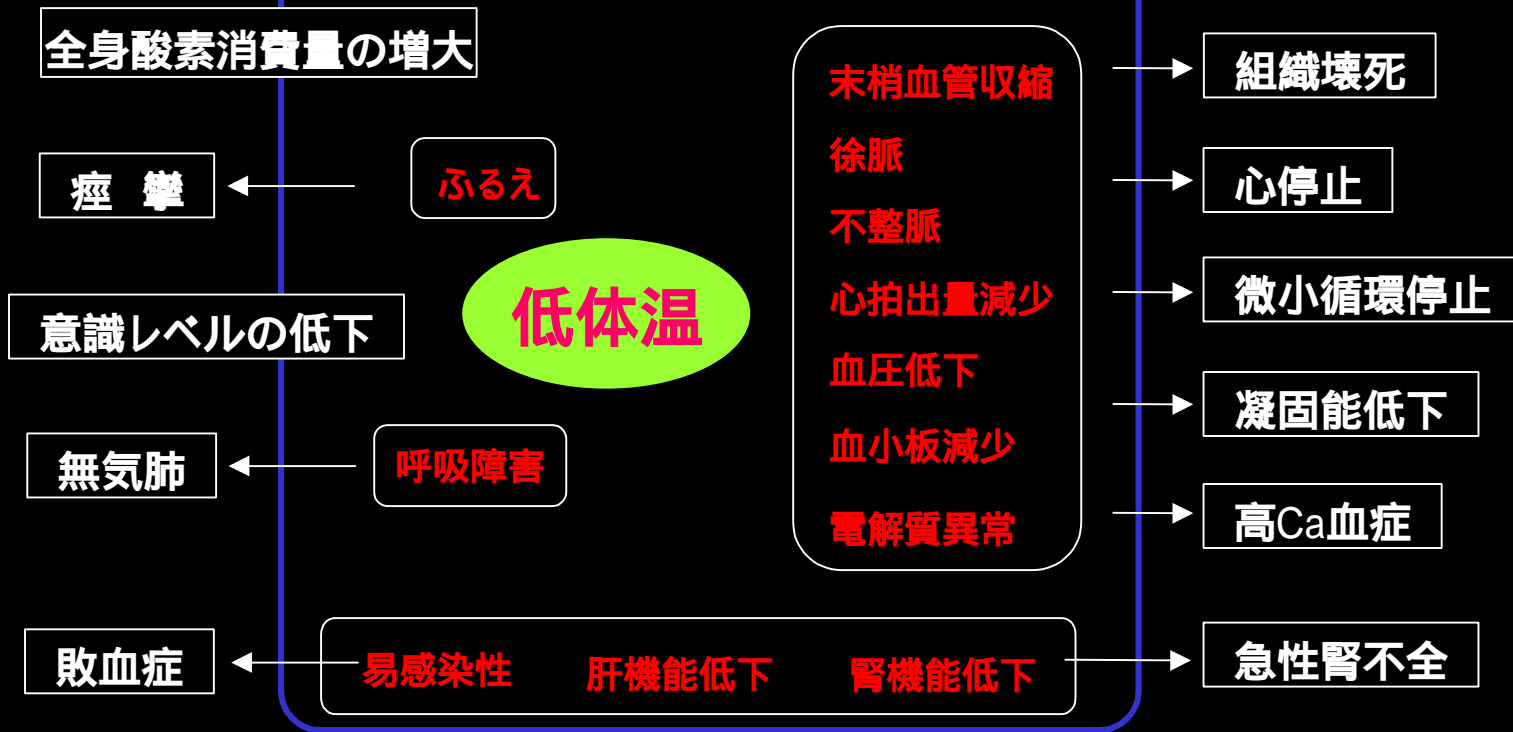 全身酸素消費量の増大
痙 攣
意識レベルの低下
無気肺
敗血症
ふるえ
低体温
呼吸障害
末梢血管収縮
徐脈
不整脈
心拍出量減少
血圧低下
血小板減少
電解質異常
易感染性 肝機能低下 腎機能低下
組織壊死
心停止
微小循環停止
凝固能低下
高Ca血症
急性腎不全